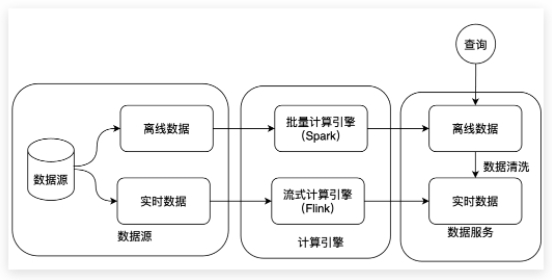 查询
离线数据
批量计算引擎
（Spark）
离线数据
数据源
数据清洗
实时数据
流式计算引擎
（Flink）
实时数据
数据源
计算引擎
数据服务